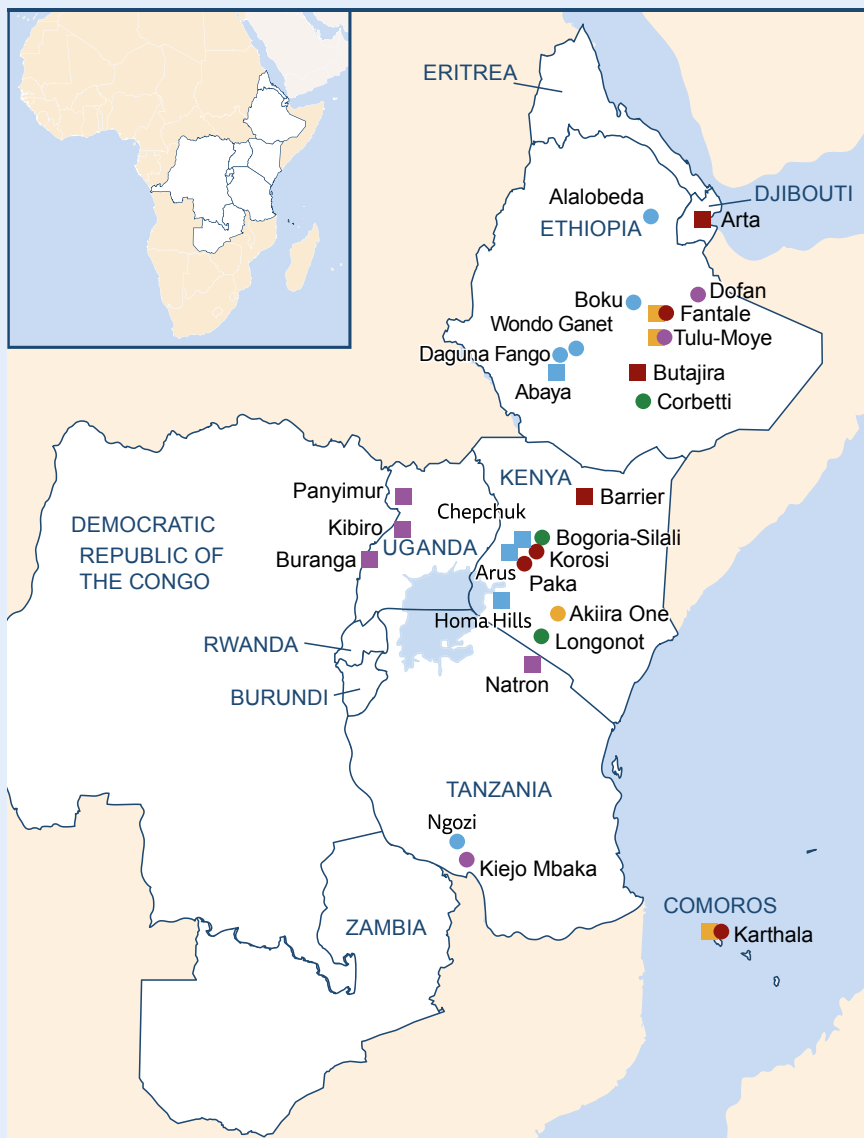 ERITREA
DJIBOUTI
Alalobeda
Arta
ETHIOPIA
Dofan
Boku
Fantale
Wondo Ganet
Tulu-Moye
Daguna Fango
Butajira
Abaya
Corbetti
KENYA
Panyimur
Barrier
Chepchuk
DEMOCRATIC
REPUBLIC OF
THE CONGO
Kibiro
Bogoria-Silali
UGANDA
Buranga
Korosi
Arus
Paka
Akiira One
Homa Hills
RWANDA
Longonot
Natron
BURUNDI
TANZANIA
Ngozi
Kiejo Mbaka
COMOROS
ZAMBIA
Karthala